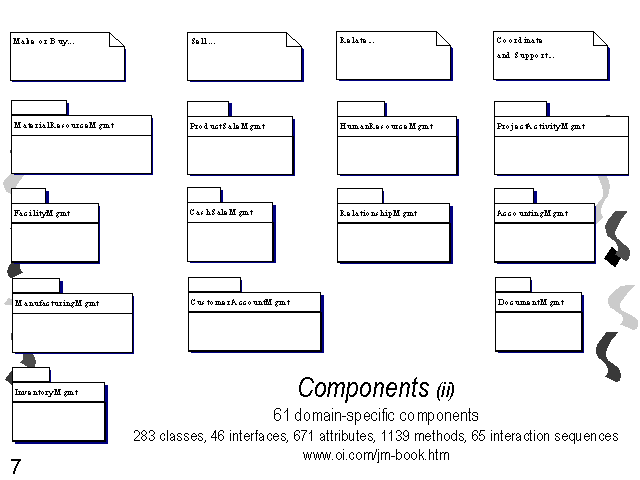 Make or Buy...
Sell...
Relate...
Coordinate
and Support...
MaterialResourceMgmt
ProductSaleMgmt
HumanResourceMgmt
ProjectActivityMgmt
FacilityMgmt
CashSaleMgmt
RelationshipMgmt
AccountingMgmt
ManufacturingMgmt
CustomerAccountMgmt
DocumentMgmt
InventoryMgmt
Components (ii)
61 domain-specific components
283 classes, 46 interfaces, 671 attributes, 1139 methods, 65 interaction sequences
www.oi.com/jm-book.htm
7